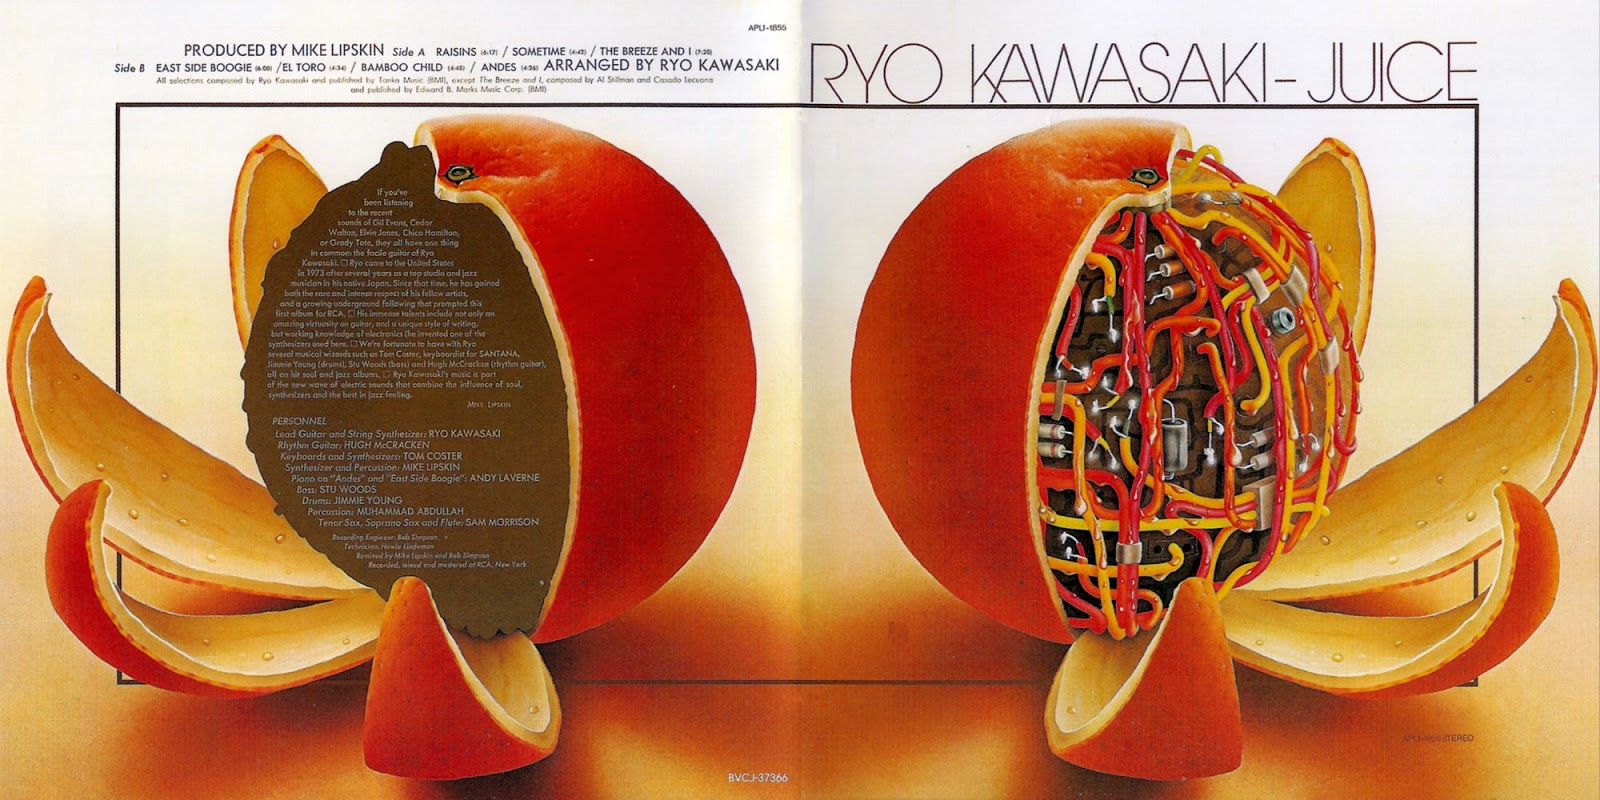 APL1-1855
PRODUCED BY MIKE LIPSKIN Side A RAISINS (6:17) / SOMETIME (4:42) / THE BREEZE AND I (7:20)
Side B EAST SIDE BOOGIE (6:00) /EL TORO (4:34) / BAMBOO CHILD (4:48) / ANDES (4:26) ARRANGED BY RYO KAWASAKI
All selections composed by Ryo Kawasaki and published by Tanka Music (BMI), except The Breeze and I, composed by Al Stillman and Casado Lecuona
and published by Edward B. Marks Music Corp. (BMI)
RYO KAWASAKI–JUICE
If you've
been listening
to the recent
sounds of Gil Evans, Cedar
Walton, Elvin Jones, Chico Hamilton,
or Grady Tate, they all have one thing
in common: the facile guitar of Ryo
Kawasaki. □ Ryo came to the United States
in 1973 after several years as a top studio and jazz
musician in his native Japan. Since that time, he has gained
both the rare and intense respect of his fellow artists,
and a growing underground following that prompted this
first album for RCA. □ His immense talents include not only an
amazing virtuosity on guitar, and a unique style of writing,
but working knowledge of electronics (he invented one of the
synthesizers used here. □ We're fortunate to have with Ryo
several musical wizards such as Tom Coster, keyboardist for SANTANA,
Jimmie Young (drums), Stu Woods (bass) and Hugh McCracken (rhythm guitar),
all on hit soul and jazz albums. □ Ryo Kawasaki's music is part
of the new wave of electric sounds that combine the influence of soul,
synthesizers and the best in jazz feeling.
MIKE LIPSKIN
PERSONNEL
Lead Guitar and String Synthesizer: RYO KAWASAKI
Rhythm Guitar: HUGH McCRACKEN
Keyboards and Synthesizers: TOM COSTER
Synthesizer and Percussion: MIKE LIPSKIN
Piano on "Andes" and "East Side Boogie": ANDY LAVERNE
Bass: STU WOODS
Drums: JIMMIE YOUNG
Percussion: MUHAMMAD ABDULLAH
Tenor Sax, Soprano Sax and Flute: SAM MORRISON
Recording Engineer: Bob Simpson
Technician: Howie Lindeman
Remixed by Mike Lipskin and Bob Simpson
Recorded, mixed and mastered at RCA, New York
APL1-1855 STEREO
BVCJ-37366